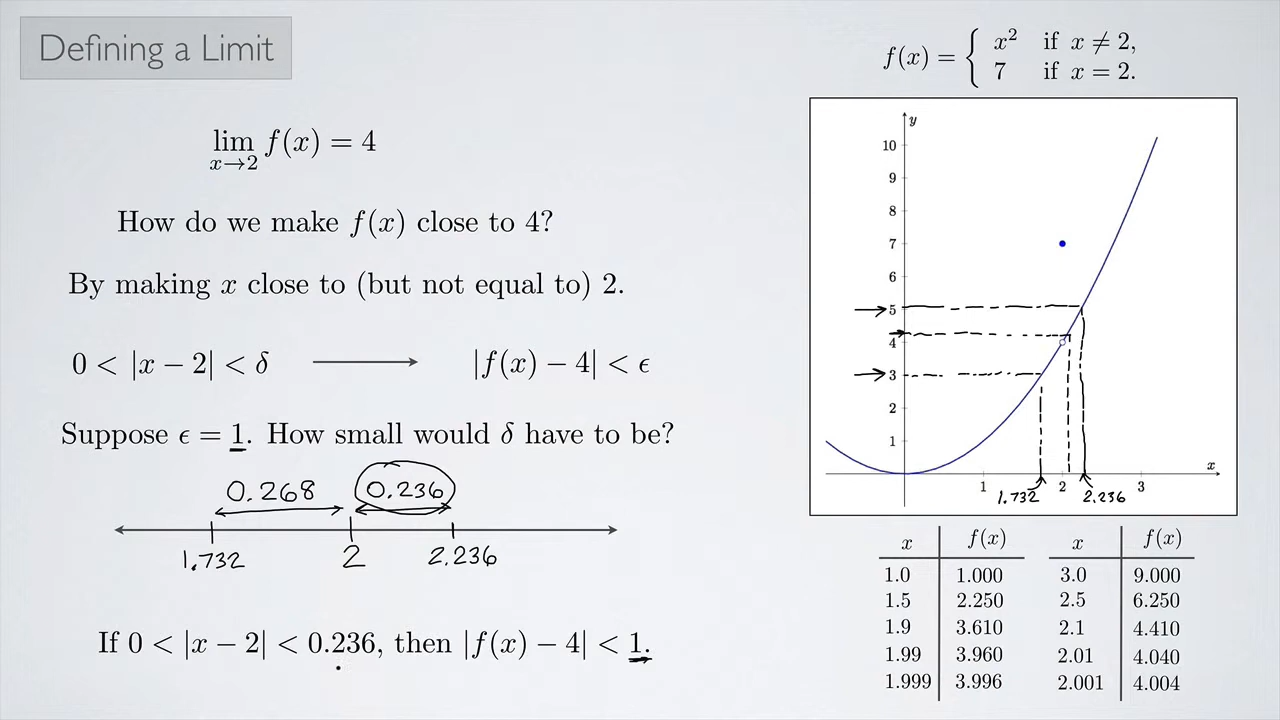 Defining a Limit
lim x→2 f(x) = 4
How do we make f(x) close to 4?
By making x close to (but not equal to) 2.
0 < |x − 2| < δ ⟶ |f(x) − 4| < ϵ
Suppose ϵ = 1. How small would δ have to be?
0.268 0.236
1.732 2 2.236
If 0 < |x − 2| < 0.236, then |f(x) − 4| < 1.
f(x) = { x² if x ≠ 2,
7 if x = 2.
y
10
9
8
7
6
5
4
3
2
1
x
1 2 3
1.732 2.236
x f(x) x f(x)
1.0 1.000 3.0 9.000
1.5 2.250 2.5 6.250
1.9 3.610 2.1 4.410
1.99 3.960 2.01 4.040
1.999 3.996 2.001 4.004